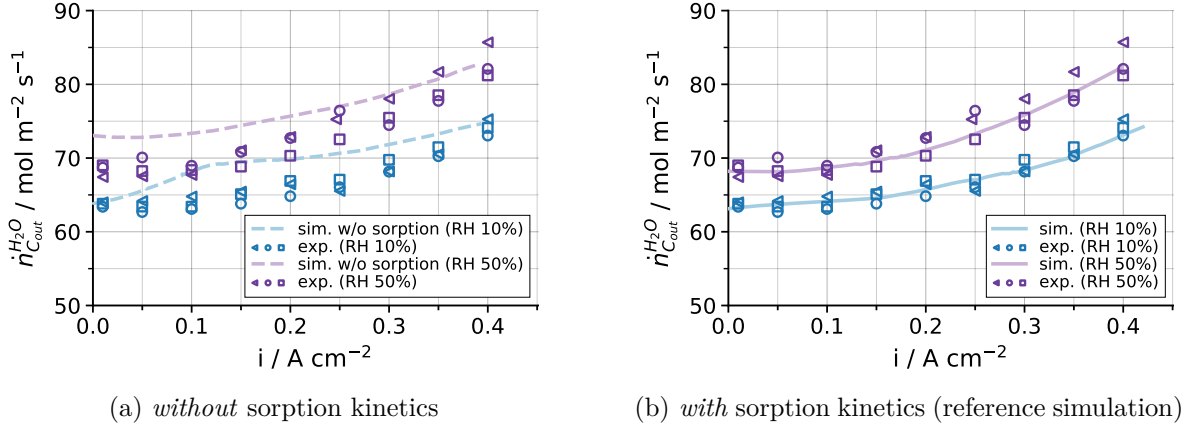 90
80
70
60
50
0.0 0.1 0.2 0.3 0.4
ṅ^{H₂O}_{C_{out}} / mol m⁻² s⁻¹
i / A cm⁻²
sim. w/o sorption (RH 10%)
exp. (RH 10%)
sim. w/o sorption (RH 50%)
exp. (RH 50%)
(a) without sorption kinetics
90
80
70
60
50
0.0 0.1 0.2 0.3 0.4
ṅ^{H₂O}_{C_{out}} / mol m⁻² s⁻¹
i / A cm⁻²
sim. (RH 10%)
exp. (RH 10%)
sim. (RH 50%)
exp. (RH 50%)
(b) with sorption kinetics (reference simulation)